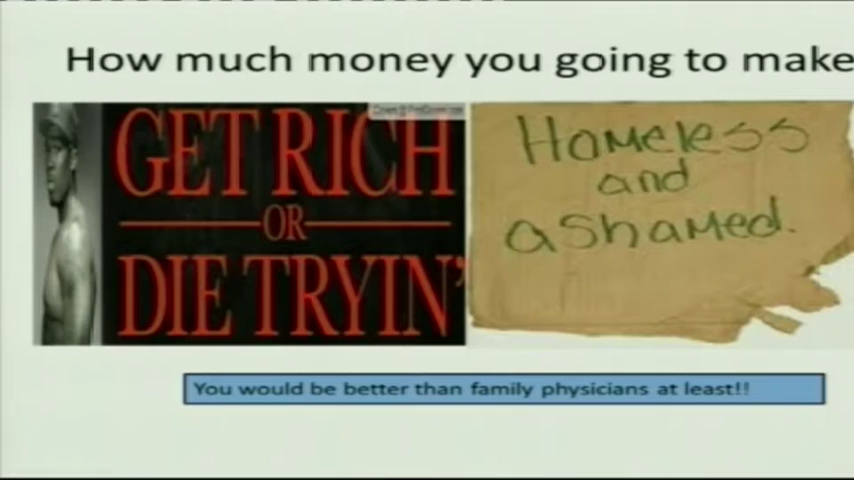 How much money you going to make
GET RICH
OR
DIE TRYIN'
Homeless
and
ashamed.
You would be better than family physicians at least!!